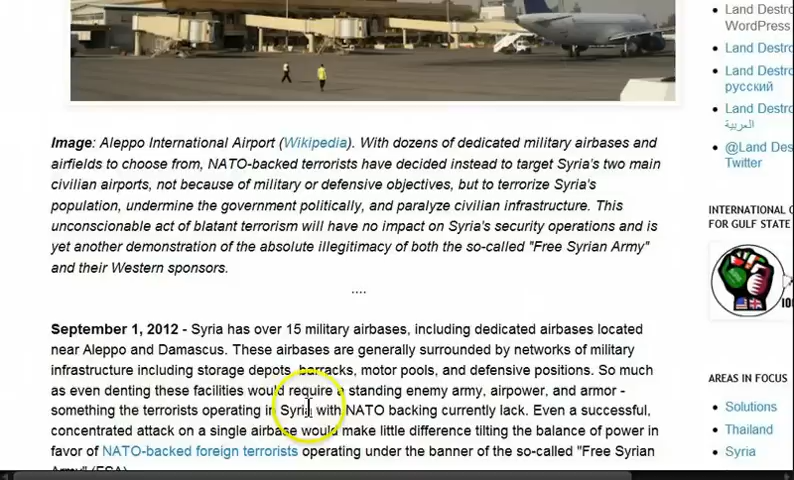 Image: Aleppo International Airport (Wikipedia). With dozens of dedicated military airbases and
airfields to choose from, NATO-backed terrorists have decided instead to target Syria's two main
civilian airports, not because of military or defensive objectives, but to terrorize Syria's
population, undermine the government politically, and paralyze civilian infrastructure. This
unconscionable act of blatant terrorism will have no impact on Syria's security operations and is
yet another demonstration of the absolute illegitimacy of both the so-called "Free Syrian Army"
and their Western sponsors.
....
September 1, 2012 - Syria has over 15 military airbases, including dedicated airbases located
near Aleppo and Damascus. These airbases are generally surrounded by networks of military
infrastructure including storage depots, barracks, motor pools, and defensive positions. So much
as even denting these facilities would require a standing enemy army, airpower, and armor -
something the terrorists operating in Syria with NATO backing currently lack. Even a successful,
concentrated attack on a single airbase would make little difference tilting the balance of power in
favor of NATO-backed foreign terrorists operating under the banner of the so-called "Free Syrian
Army" (FSA)
Land Destro
WordPress
Land Destro
русский
Land Destro
العربية
@Land Des
Twitter
INTERNATIONAL C
FOR GULF STATE
10
AREAS IN FOCUS
Solutions
Thailand
Syria